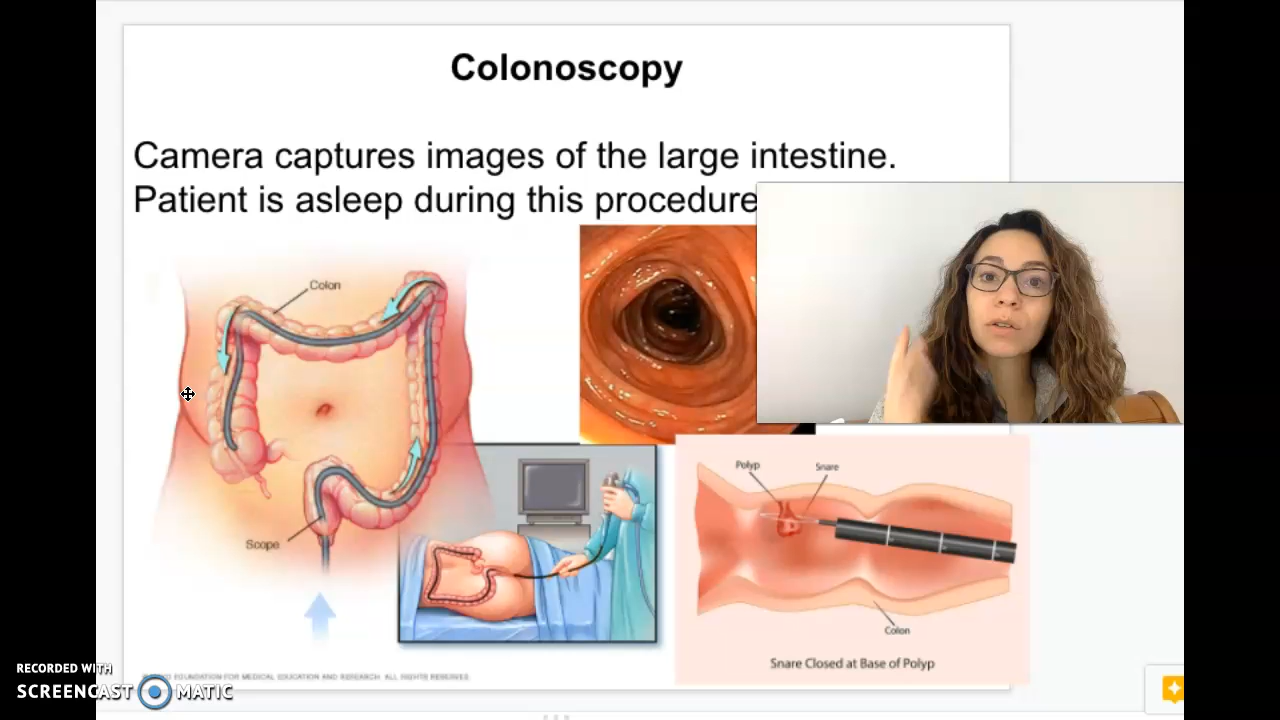 Colonoscopy
Camera captures images of the large intestine.
Patient is asleep during this procedure
Colon
Scope
Polyp
Snare
Colon
Snare Closed at Base of Polyp
FOUNDATION FOR MEDICAL EDUCATION AND RESEARCH. ALL RIGHTS RESERVED.
RECORDED WITH
SCREENCAST MATIC